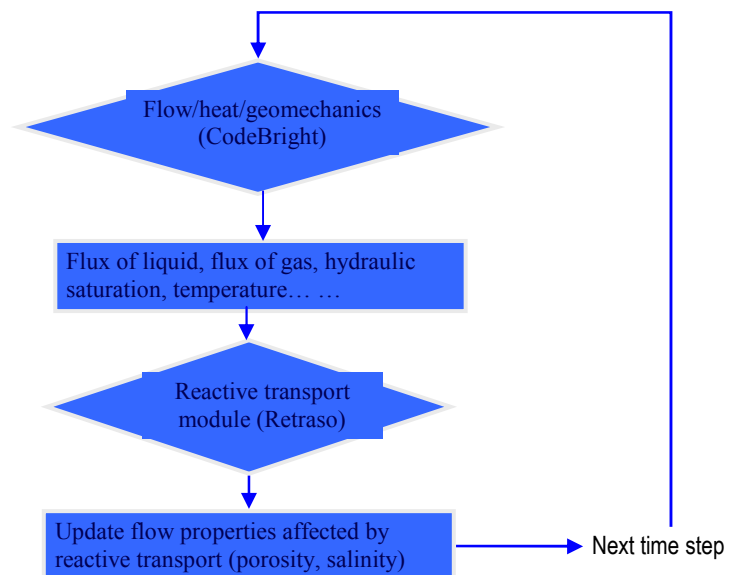 Flow/heat/geomechanics
(CodeBright)
Flux of liquid, flux of gas, hydraulic
saturation, temperature… …
Reactive transport
module (Retraso)
Update flow properties affected by
reactive transport (porosity, salinity)
Next time step